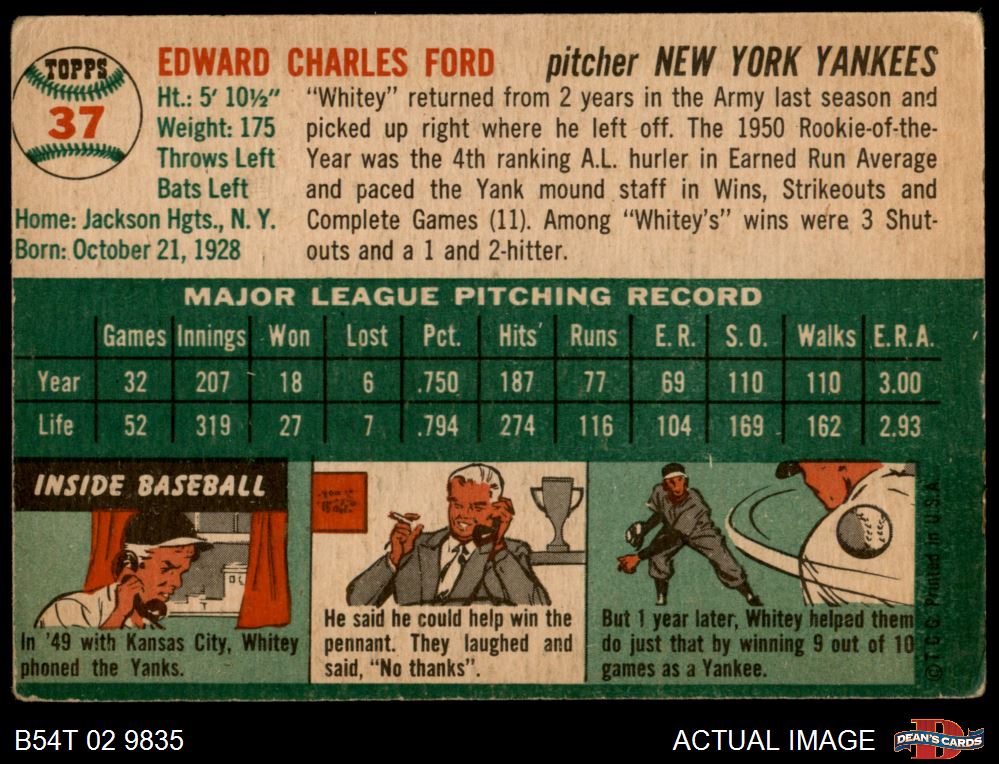 TOPPS
37
EDWARD CHARLES FORD
pitcher NEW YORK YANKEES
Ht.: 5' 10½"
Weight: 175
Throws Left
Bats Left
Home: Jackson Hgts., N. Y.
Born: October 21, 1928
"Whitey" returned from 2 years in the Army last season and
picked up right where he left off. The 1950 Rookie-of-the-
Year was the 4th ranking A.L. hurler in Earned Run Average
and paced the Yank mound staff in Wins, Strikeouts and
Complete Games (11). Among "Whitey's" wins were 3 Shut-
outs and a 1 and 2-hitter.
MAJOR LEAGUE PITCHING RECORD
Games Innings Won Lost Pct. Hits' Runs E. R. S. O. Walks E.R.A.
Year 32 207 18 6 .750 187 77 69 110 110 3.00
Life 52 319 27 7 .794 274 116 104 169 162 2.93
INSIDE BASEBALL
In '49 with Kansas City, Whitey
phoned the Yanks.
He said he could help win the
pennant. They laughed and
said, "No thanks".
But 1 year later, Whitey helped them
do just that by winning 9 out of 10
games as a Yankee.
© T.C.G. Printed in U.S.A.
B54T 02 9835
ACTUAL IMAGE
DEAN'S CARDS